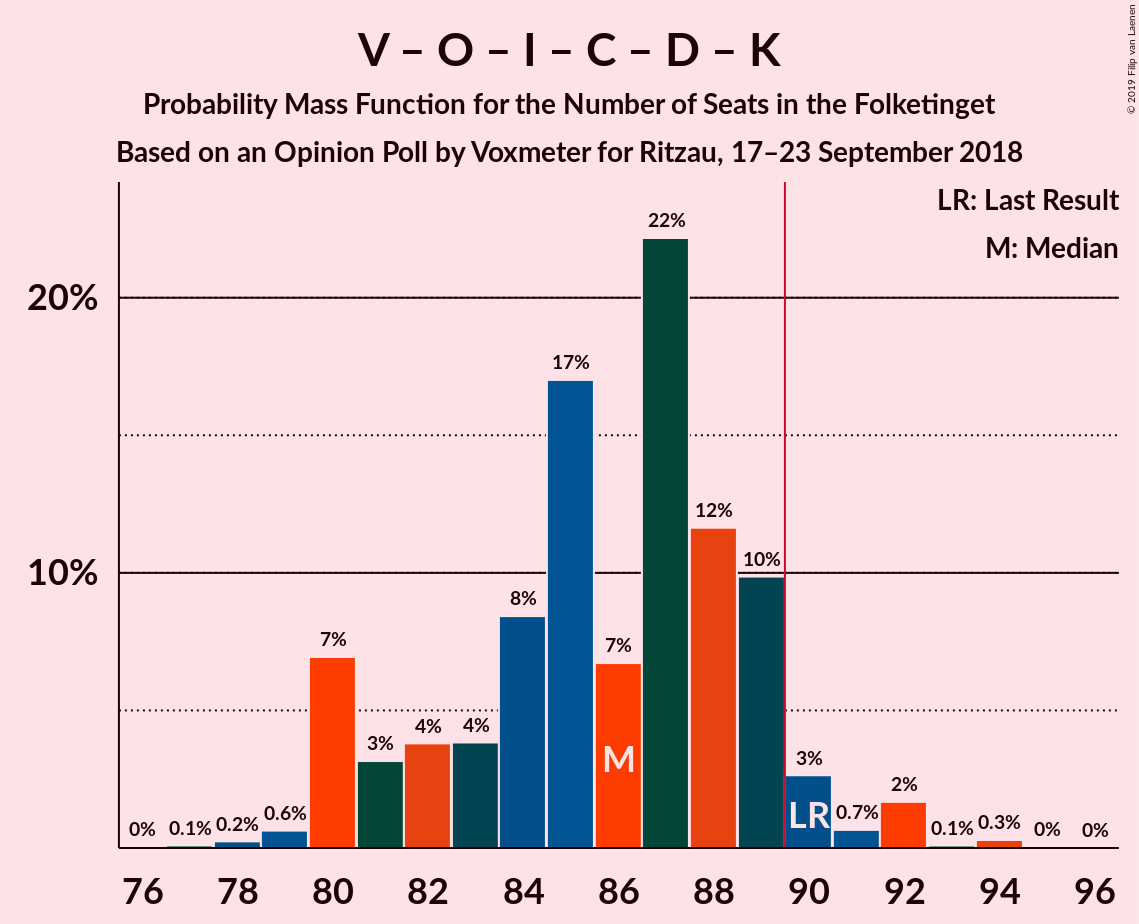 V – O – I – C – D – K
Probability Mass Function for the Number of Seats in the Folketinget
Based on an Opinion Poll by Voxmeter for Ritzau, 17–23 September 2018
© 2019 Filip van Laenen
LR: Last Result
M: Median
20%
10%
0%
0.1%
0.2%
0.6%
7%
3%
4%
4%
8%
17%
7%
22%
12%
10%
3%
0.7%
2%
0.1%
0.3%
0%
0%
M
LR
76 78 80 82 84 86 88 90 92 94 96